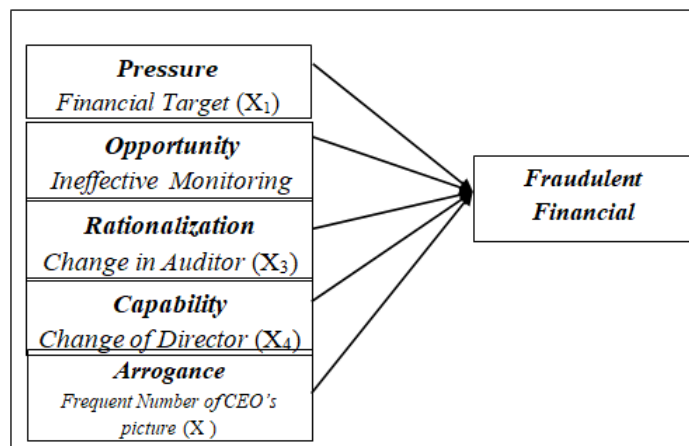 Pressure
Financial Target (X₁)
Opportunity
Ineffective Monitoring
Rationalization
Change in Auditor (X₃)
Capability
Change of Director (X₄)
Arrogance
Frequent Number of CEO's
picture (X )
Fraudulent
Financial